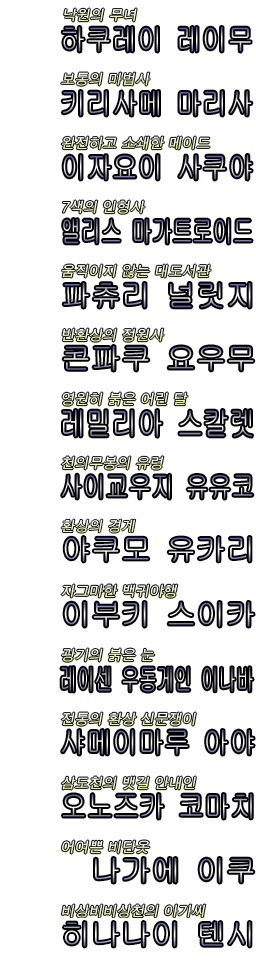 낙원의 무녀
하쿠레이 레이무
보통의 마법사
키리사메 마리사
완전하고 소쇄한 메이드
이자요이 사쿠야
7색의 인형사
앨리스 마가트로이드
움직이지 않는 대도서관
파츄리 널릿지
반환상의 정원사
콘파쿠 요우무
영원히 붉은 어린 달
레밀리아 스칼렛
천의무봉의 유령
사이교우지 유유코
환상의 경계
야쿠모 유카리
자그마한 백귀야행
이부키 스이카
광기의 붉은 눈
레이센 우동게인 이나바
전통의 환상 신문쟁이
샤메이마루 아야
삼도천의 뱃길 안내인
오노즈카 코마치
어여쁜 비단옷
나가에 이쿠
비상비비상천의 아가씨
히나나이 텐시